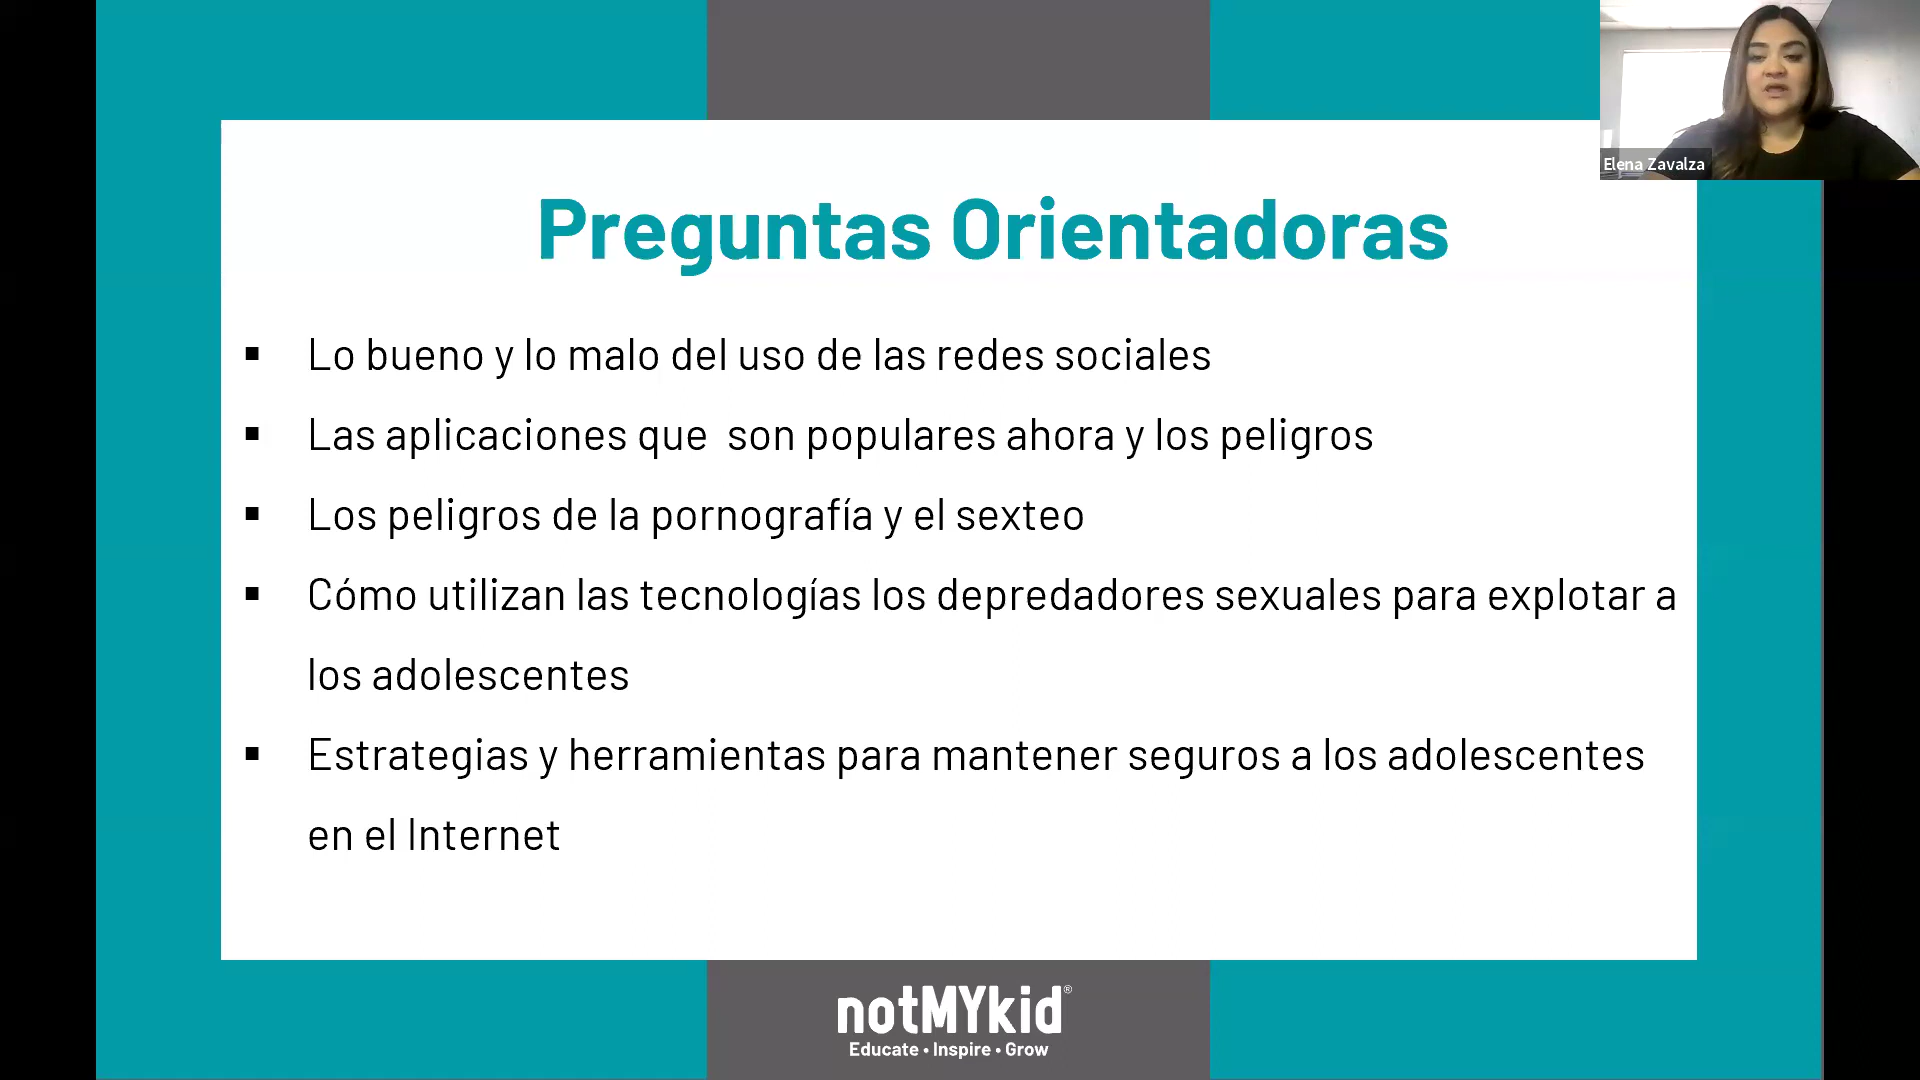 Elena Zavalza
Preguntas Orientadoras
▪ Lo bueno y lo malo del uso de las redes sociales
▪ Las aplicaciones que  son populares ahora y los peligros
▪ Los peligros de la pornografía y el sexteo
▪ Cómo utilizan las tecnologías los depredadores sexuales para explotar a
los adolescentes
▪ Estrategias y herramientas para mantener seguros a los adolescentes
en el Internet
notMYkid®
Educate • Inspire • Grow